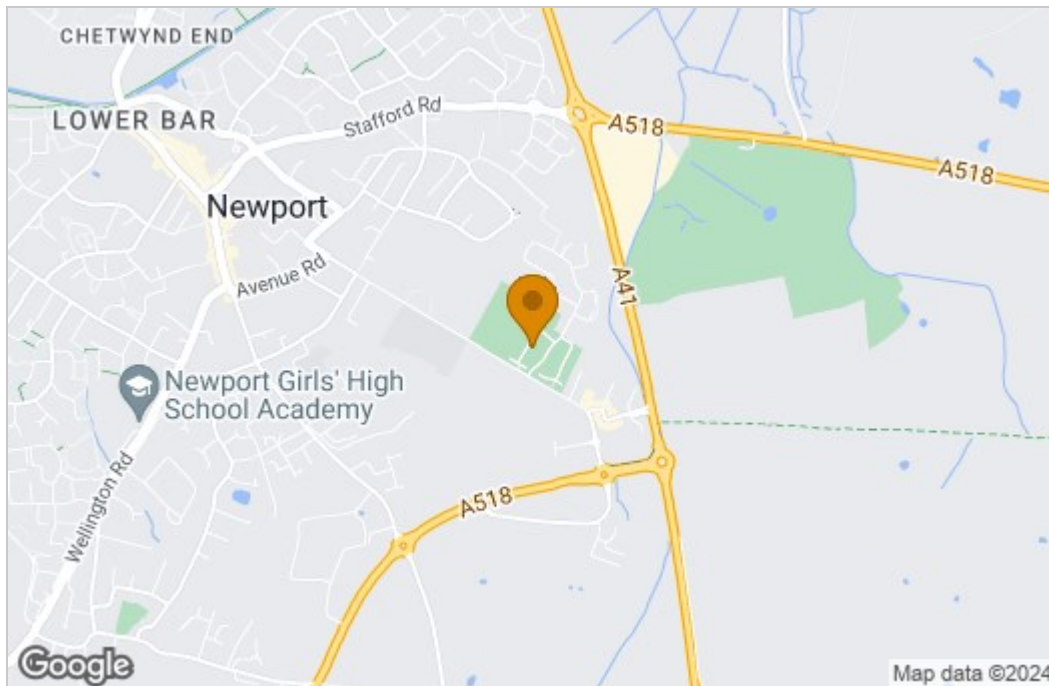 CHETWYND END
LOWER BAR
Stafford Rd
A518
A518
Newport
Avenue Rd
A41
Newport Girls' High
School Academy
Wellington Rd
A518
Google
Map data ©2024